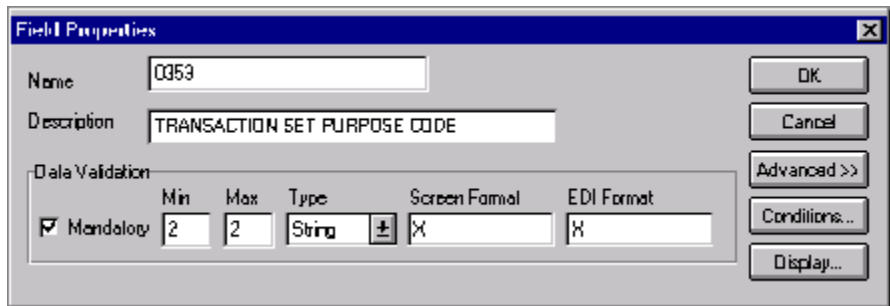 Field Properties
Name 0353 OK
Description TRANSACTION SET PURPOSE CODE Cancel
Data Validation Advanced >>
Min Max Type Screen Format EDI Format
Mandatory 2 2 String X X Conditions...
Display...